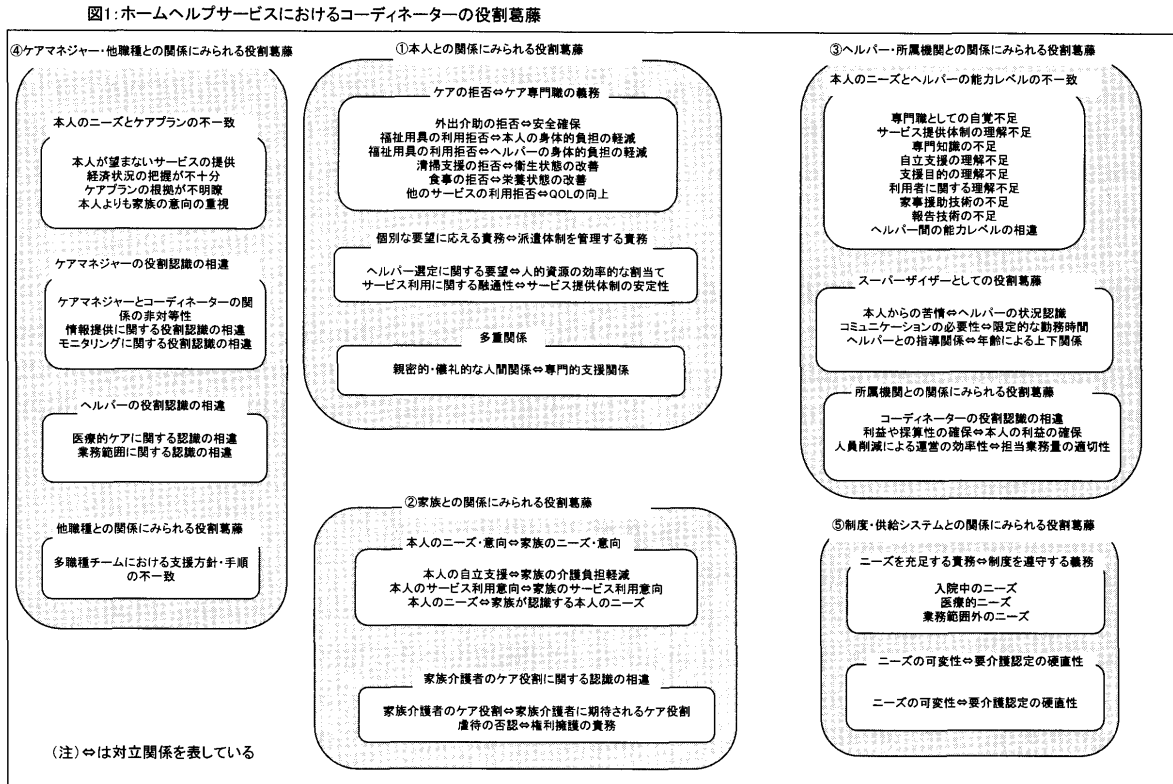 図1:ホームヘルプサービスにおけるコーディネーターの役割葛藤
④ケアマネジャー・他職種との関係にみられる役割葛藤
本人のニーズとケアプランの不一致
本人が望まないサービスの提供
経済状況の把握が不十分
ケアプランの根拠が不明瞭
本人よりも家族の意向の重視
ケアマネジャーの役割認識の相違
ケアマネジャーとコーディネーターの関
係の非対等性
情報提供に関する役割認識の相違
モニタリングに関する役割認識の相違
ヘルパーの役割認識の相違
医療的ケアに関する認識の相違
業務範囲に関する認識の相違
他職種との関係にみられる役割葛藤
多職種チームにおける支援方針・手順
の不一致
①本人との関係にみられる役割葛藤
ケアの拒否⇔ケア専門職の義務
外出介助の拒否⇔安全確保
福祉用具の利用拒否⇔本人の身体的負担の軽減
福祉用具の利用拒否⇔ヘルパーの身体的負担の軽減
清掃支援の拒否⇔衛生状態の改善
食事の拒否⇔栄養状態の改善
他のサービスの利用拒否⇔QOLの向上
個別な要望に応える責務⇔派遣体制を管理する責務
ヘルパー選定に関する要望⇔人的資源の効率的な割当て
サービス利用に関する融通性⇔サービス提供体制の安定性
多重関係
親密的・儀礼的な人間関係⇔専門的支援関係
②家族との関係にみられる役割葛藤
本人のニーズ・意向⇔家族のニーズ・意向
本人の自立支援⇔家族の介護負担軽減
本人のサービス利用意向⇔家族のサービス利用意向
本人のニーズ⇔家族が認識する本人のニーズ
家族介護者のケア役割に関する認識の相違
家族介護者のケア役割⇔家族介護者に期待されるケア役割
虐待の否認⇔権利擁護の責務
③ヘルパー・所属機関との関係にみられる役割葛藤
本人のニーズとヘルパーの能力レベルの不一致
専門職としての自覚不足
サービス提供体制の理解不足
専門知識の不足
自立支援の理解不足
支援目的の理解不足
利用者に関する理解不足
家事援助技術の不足
報告技術の不足
ヘルパー間の能力レベルの相違
スーパーザイザーとしての役割葛藤
本人からの苦情⇔ヘルパーの状況認識
コミュニケーションの必要性⇔限定的な勤務時間
ヘルパーとの指導関係⇔年齢による上下関係
所属機関との関係にみられる役割葛藤
コーディネーターの役割認識の相違
利益や採算性の確保⇔本人の利益の確保
人員削減による運営の効率性⇔担当業務量の適切性
⑤制度・供給システムとの関係にみられる役割葛藤
ニーズを充足する責務⇔制度を遵守する義務
入院中のニーズ
医療的ニーズ
業務範囲外のニーズ
ニーズの可変性⇔要介護認定の硬直性
ニーズの可変性⇔要介護認定の硬直性
(注)⇔は対立関係を表している